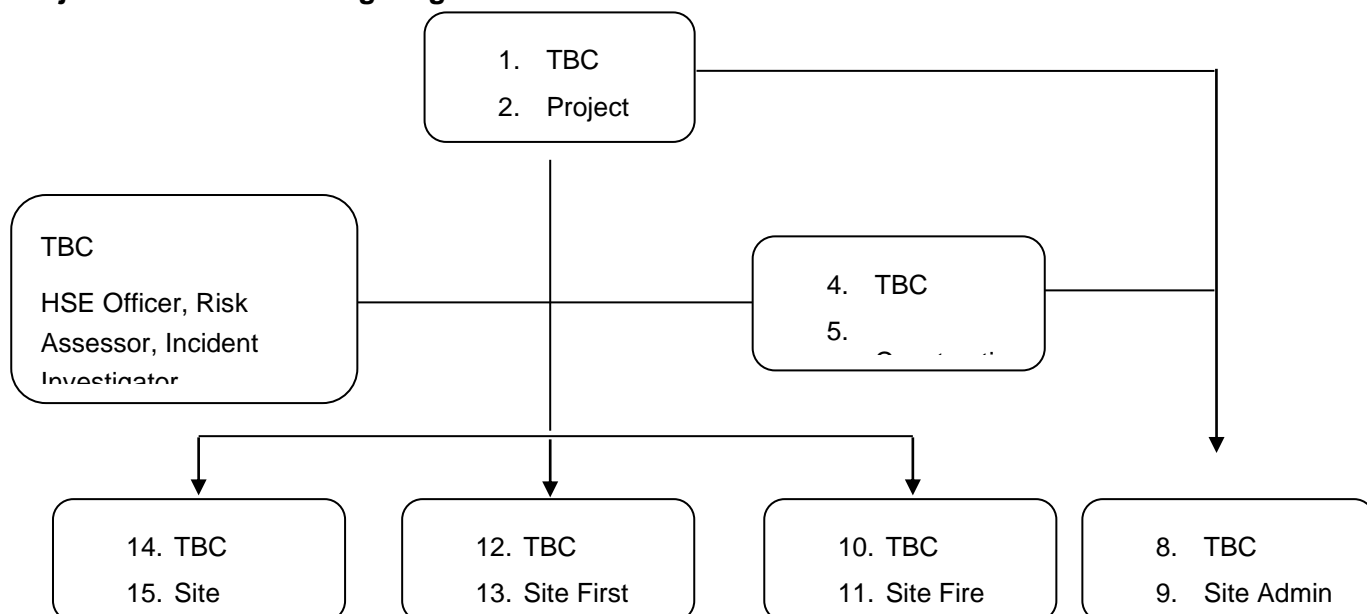 1. TBC
2. Project
TBC
HSE Officer, Risk
Assessor, Incident
Investigator
4. TBC
5.
14. TBC
15. Site
12. TBC
13. Site First
10. TBC
11. Site Fire
8. TBC
9. Site Admin